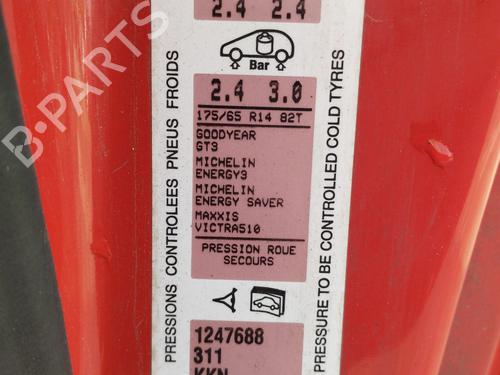 2.4 2.4
Bar
2.4 3.0
175/65 R14 82T
GOODYEAR
GT3
MICHELIN
ENERGY3
MICHELIN
ENERGY SAVER
MAXXIS
VICTRA510
PRESSION ROUE
SECOURS
1247688
311
KKN
PRESSIONS CONTROLEES PNEUS FROIDS
PRESSURE TO BE CONTROLLED COLD TYRES
B-PARTS